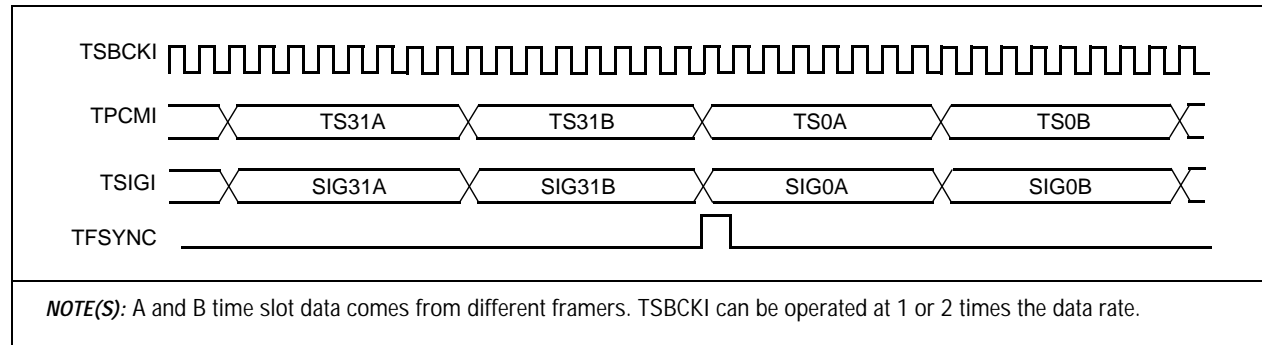 TSBCKI
TPCMI TS31A TS31B TS0A TS0B
TSIGI SIG31A SIG31B SIG0A SIG0B
TFSYNC
NOTE(S): A and B time slot data comes from different framers. TSBCKI can be operated at 1 or 2 times the data rate.